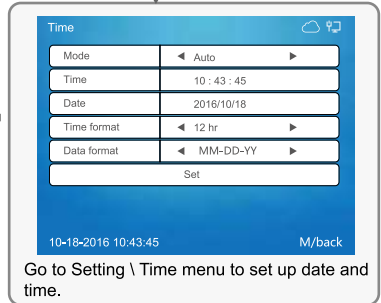 Time
Mode ◀ Auto ▶
Time 10 : 43 : 45
Date 2016/10/18
Time format ◀ 12 hr ▶
Data format ◀ MM-DD-YY ▶
Set
10-18-2016 10:43:45 M/back
Go to Setting \ Time menu to set up date and
time.